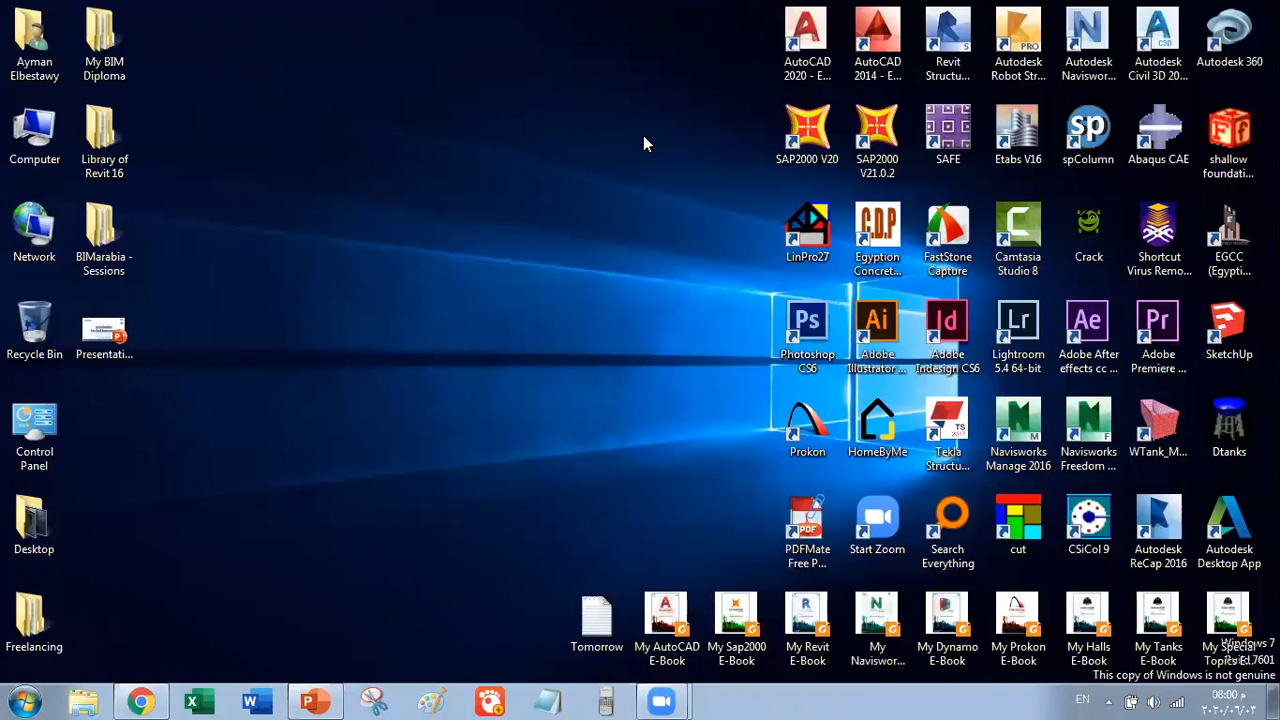 Ayman
Elbestawy
My BIM
Diploma
AutoCAD
2020 - E...
AutoCAD
2014 - E...
Revit
Structu...
Autodesk
Robot Str...
Autodesk
Naviswor...
Autodesk
Civil 3D 20...
Autodesk 360
Computer
Library of
Revit 16
SAP2000 V20
SAP2000
V21.0.2
SAFE
Etabs V16
spColumn
Abaqus CAE
shallow
foundati...
Network
BIMarabia -
Sessions
LinPro27
Egyption
Concret...
FastStone
Capture
Camtasia
Studio 8
Crack
Shortcut
Virus Remo...
EGCC
(Egypti...
Recycle Bin
Presentati...
Photoshop
CS6
Adobe
Illustrator ...
Adobe
Indesign CS6
Lightroom
5.4 64-bit
Adobe After
effects cc ...
Adobe
Premiere ...
SketchUp
Control
Panel
Prokon
HomeByMe
Tekla
Structu...
Navisworks
Manage 2016
Navisworks
Freedom ...
WTank_M...
Dtanks
Desktop
PDFMate
Free P...
Start Zoom
Search
Everything
cut
CSiCol 9
Autodesk
ReCap 2016
Autodesk
Desktop App
Freelancing
Tomorrow
My AutoCAD
E-Book
My Sap2000
E-Book
My Revit
E-Book
My
Naviswor...
My Dynamo
E-Book
My Prokon
E-Book
My Halls
E-Book
My Tanks
E-Book
My Special
Windows 7
7601
This copy of Windows is not genuine
EN
08:00 م
٢٠٢٠/٠٦/٠٣